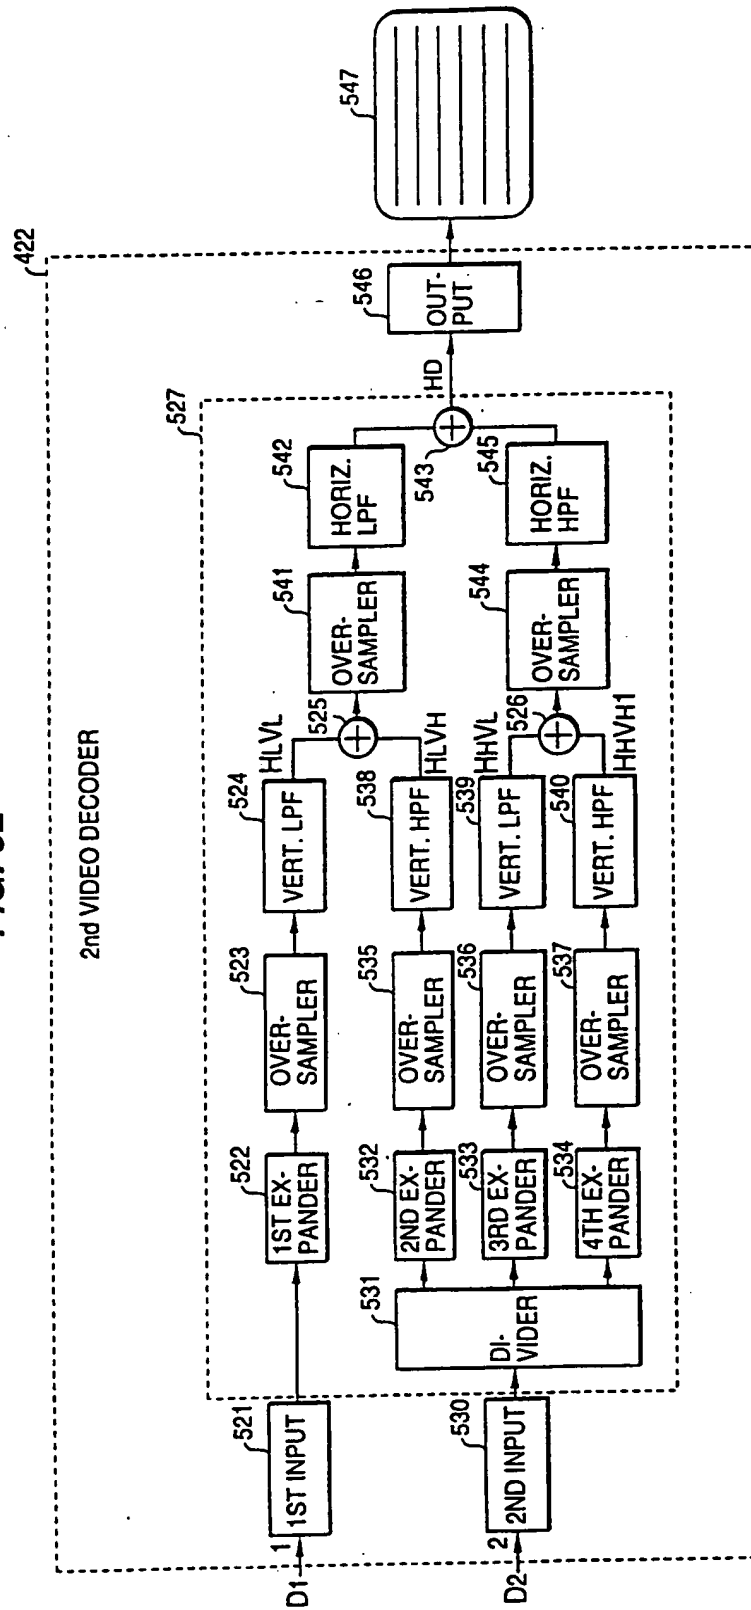 422
2nd VIDEO DECODER
527
D1
1
521
1ST INPUT
522
1ST EX-
PANDER
523
OVER-
SAMPLER
524
VERT. LPF
HLVL
525
541
OVER-
SAMPLER
542
HORIZ.
LPF
D2
2
530
2ND INPUT
531
DI-
VIDER
532
2ND EX-
PANDER
535
OVER-
SAMPLER
538
VERT. HPF
HLVH
533
3RD EX-
PANDER
536
OVER-
SAMPLER
539
VERT. LPF
HHVL
526
544
OVER-
SAMPLER
545
HORIZ.
HPF
534
4TH EX-
PANDER
537
OVER-
SAMPLER
540
VERT. HPF
HHVH1
543
HD
546
OUT-
PUT
547